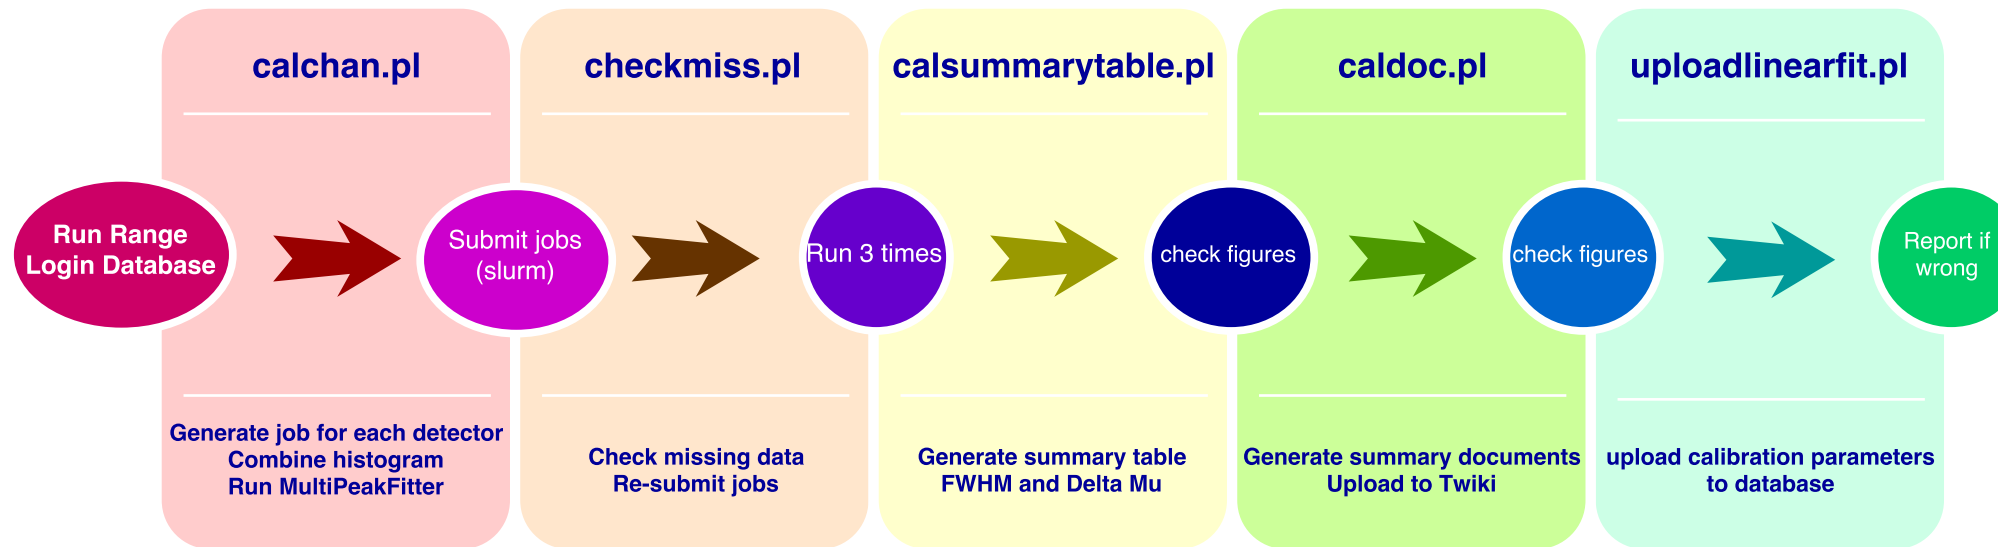 calchan.pl
checkmiss.pl
calsummarytable.pl
caldoc.pl
uploadlinearfit.pl
Run Range
Login Database
Submit jobs
(slurm)
Run 3 times
check figures
check figures
Report if
wrong
Generate job for each detector
Combine histogram
Run MultiPeakFitter
Check missing data
Re-submit jobs
Generate summary table
FWHM and Delta Mu
Generate summary documents
Upload to Twiki
upload calibration parameters
to database